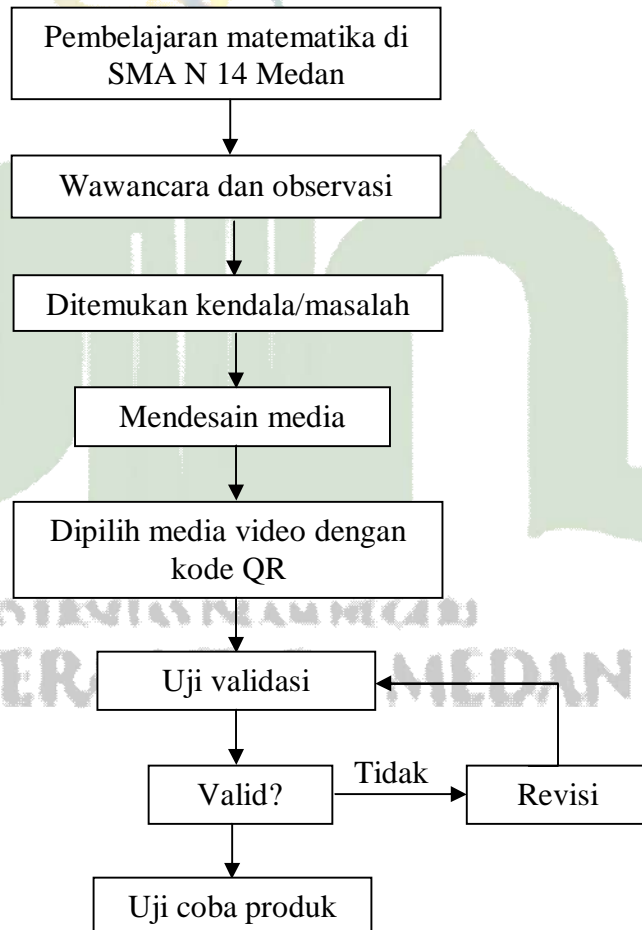 Pembelajaran matematika di
SMA N 14 Medan
Wawancara dan observasi
Ditemukan kendala/masalah
Mendesain media
Dipilih media video dengan
kode QR
Uji validasi
MEDAN
Valid?
Tidak
Revisi
Uji coba produk